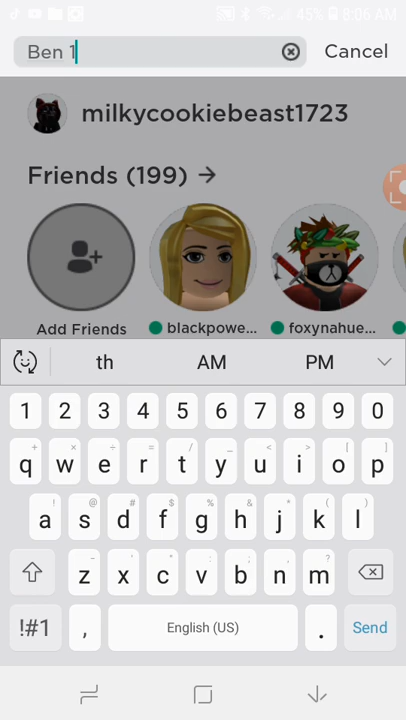 45% 8:06 AM
Ben 1 Cancel
milkycookiebeast1723
Friends (199) →
Add Friends blackpowe... foxynahue...
th AM PM
1 2 3 4 5 6 7 8 9 0
+ × ÷ = / _ < > [ ]
q w e r t y u i o p
! @ # $ % & * ( )
a s d f g h j k l
- ' " : ; , ?
z x c v b n m
!#1 , English (US) . Send